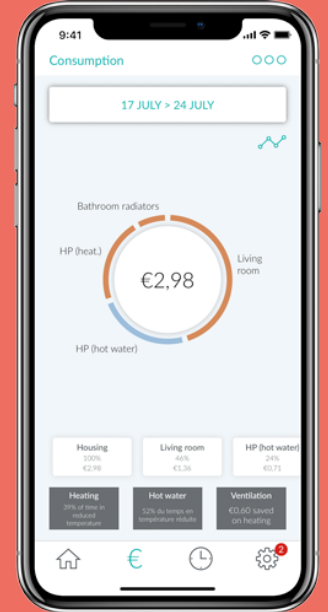 9:41
Consumption
17 JULY > 24 JULY
Bathroom radiators
HP (heat.)
Living
room
€2,98
HP (hot water)
Housing
100%
€2,98
Living room
46%
€1,36
HP (hot water)
24%
€0,71
Heating
39% of time in
reduced
temperature
Hot water
52% du temps en
température réduite
Ventilation
€0,60 saved
on heating
€
2